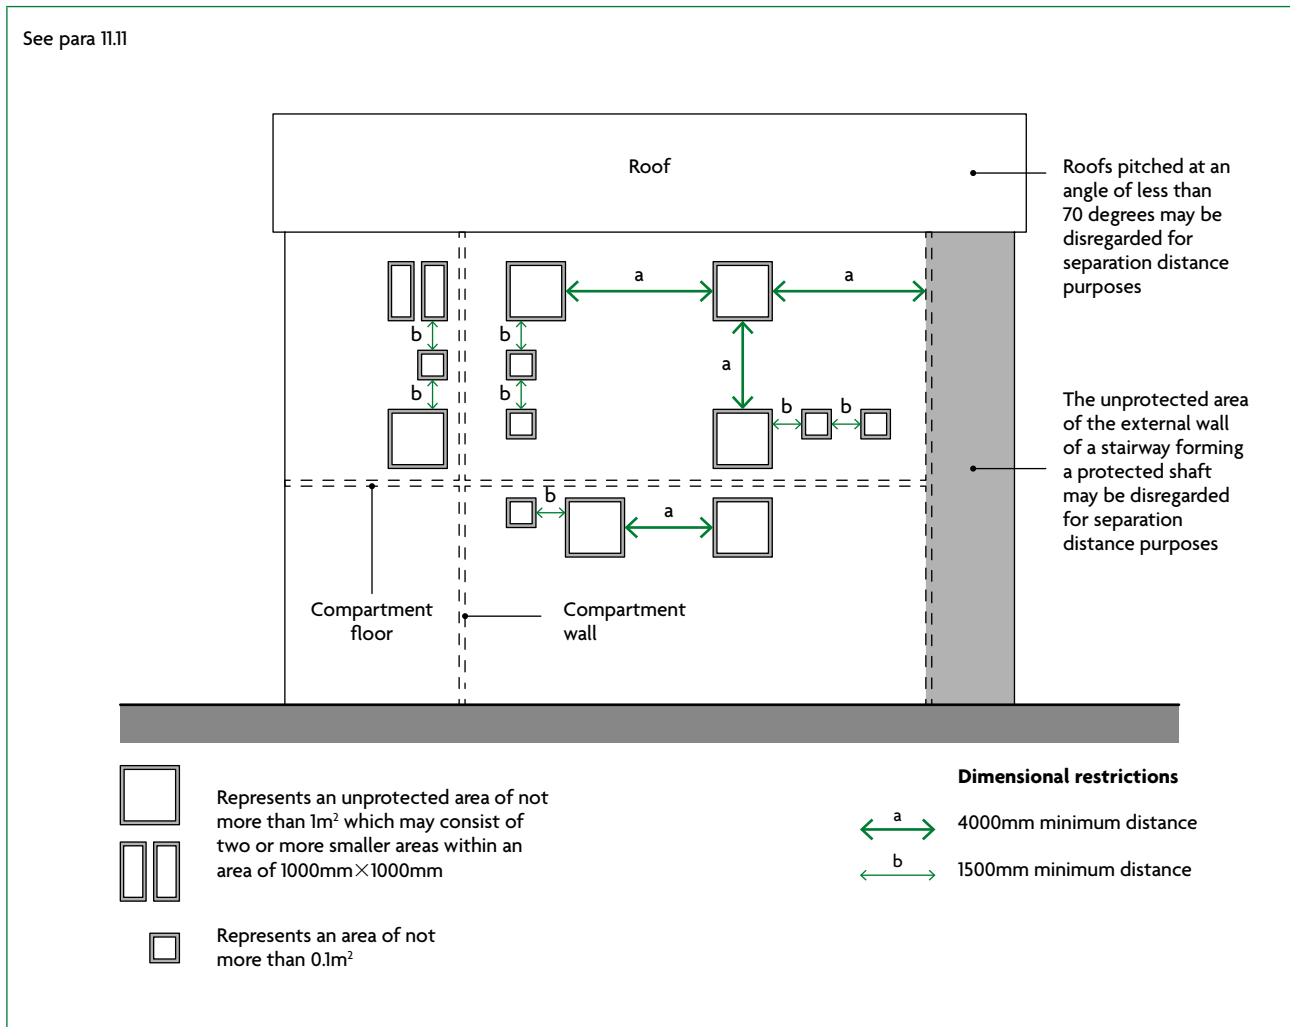 See para 11.11
Roof
Roofs pitched at an
angle of less than
70 degrees may be
disregarded for
separation distance
purposes
a
a
b
b
a
b
b
b
b
The unprotected area
of the external wall
of a stairway forming
a protected shaft
may be disregarded
for separation
distance purposes
b
a
Compartment
floor
Compartment
wall
Represents an unprotected area of not
more than 1m² which may consist of
two or more smaller areas within an
area of 1000mm×1000mm
Represents an area of not
more than 0.1m²
Dimensional restrictions
a
4000mm minimum distance
b
1500mm minimum distance